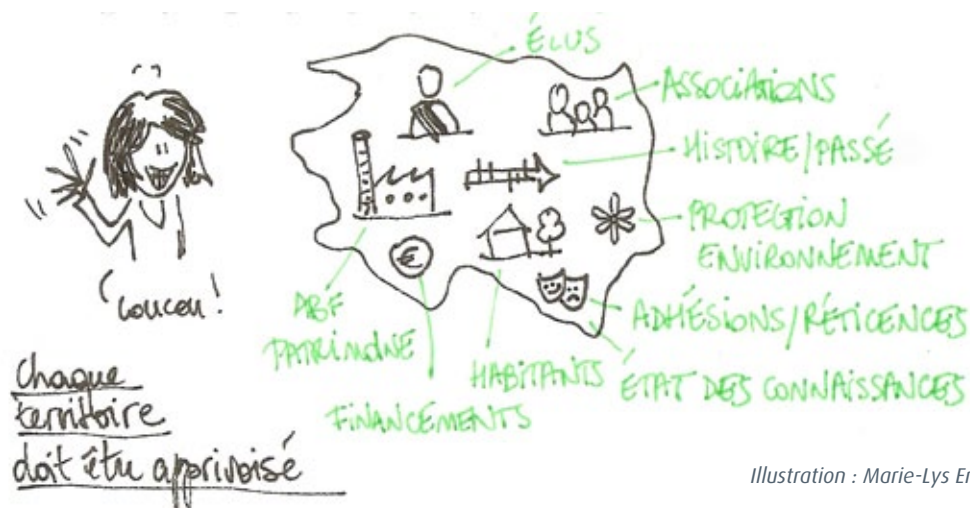 ÉLUS
ASSOCIATIONS
HISTOIRE/PASSÉ
PROTECTION
ENVIRONNEMENT
ADHÉSIONS/RÉTICENCES
ÉTAT DES CONNAISSANCES
HABITANTS
FINANCEMENTS
ABF
PATRIMOINE
€
Coucou!
Chaque
territoire
doit être apprivoisé
Illustration : Marie-Lys